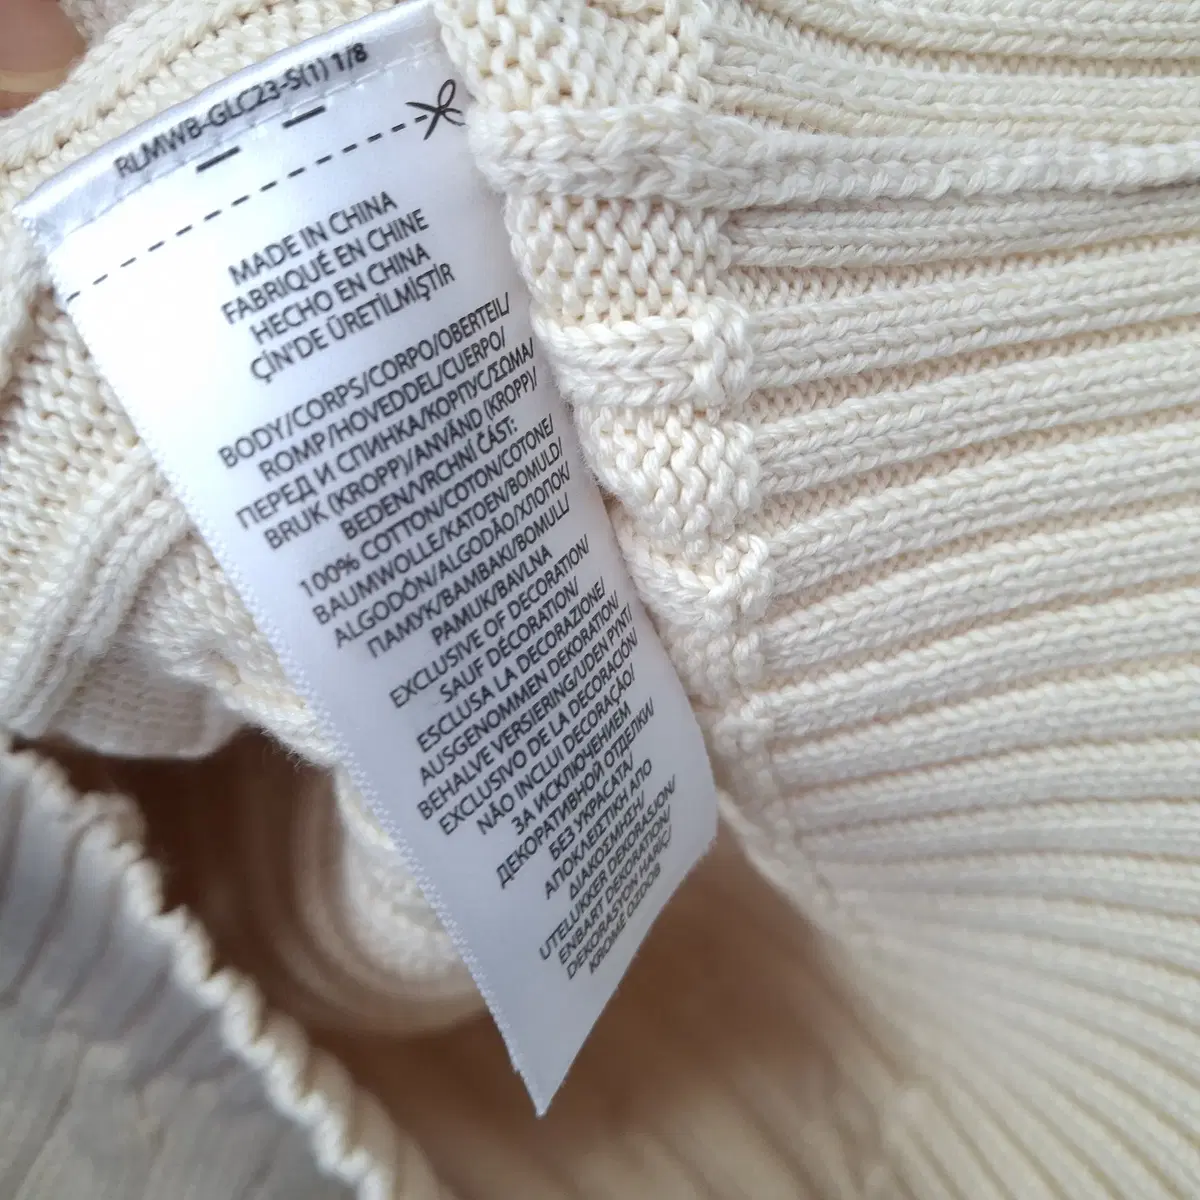 RLMWB-GLC23-S(1) 1/8
MADE IN CHINA
FABRIQUÉ EN CHINE
HECHO EN CHINA
ÇİN'DE ÜRETİLMİŞTİR
BODY/CORPS/CORPO/OBERTEIL/
ROMP/HOVEDDEL/CUERPO/
ПЕРЕД И СПИНКА/КОРПУС/ΣΩΜΑ/
BRUK (KROPP)/ANVÄND (KROPP)/
BEDEN/VRCHNÍ ČÁST:
100% COTTON/COTON/COTONE/
BAUMWOLLE/KATOEN/BOMULD/
ALGODÓN/ALGODÃO/ХЛОПОК/
ПАМУК/ΒΑΜΒΑΚΙ/BOMULL/
PAMUK/BAVLNA
EXCLUSIVE OF DECORATION/
SAUF DÉCORATION/
ESCLUSA LA DECORAZIONE/
AUSGENOMMEN DEKORATION/
BEHALVE VERSIERING/UDEN PYNT/
EXCLUSIVO DE LA DECORACIÓN/
NÃO INCLUI DECORAÇÃO/
ЗА ИСКЛЮЧЕНИЕМ
ДЕКОРАТИВНОЙ ОТДЕЛКИ/
БЕЗ УКРАСАТА/
ΑΠΟΚΛΕΙΣΤΙΚΗ ΑΠΟ
ΔΙΑΚΟΣΜΗΣΗ/
UTELUKKER DEKORASJON/
ENBART DEKORATION/
DEKORASYON HARİÇ/
KROMĚ OZDOB